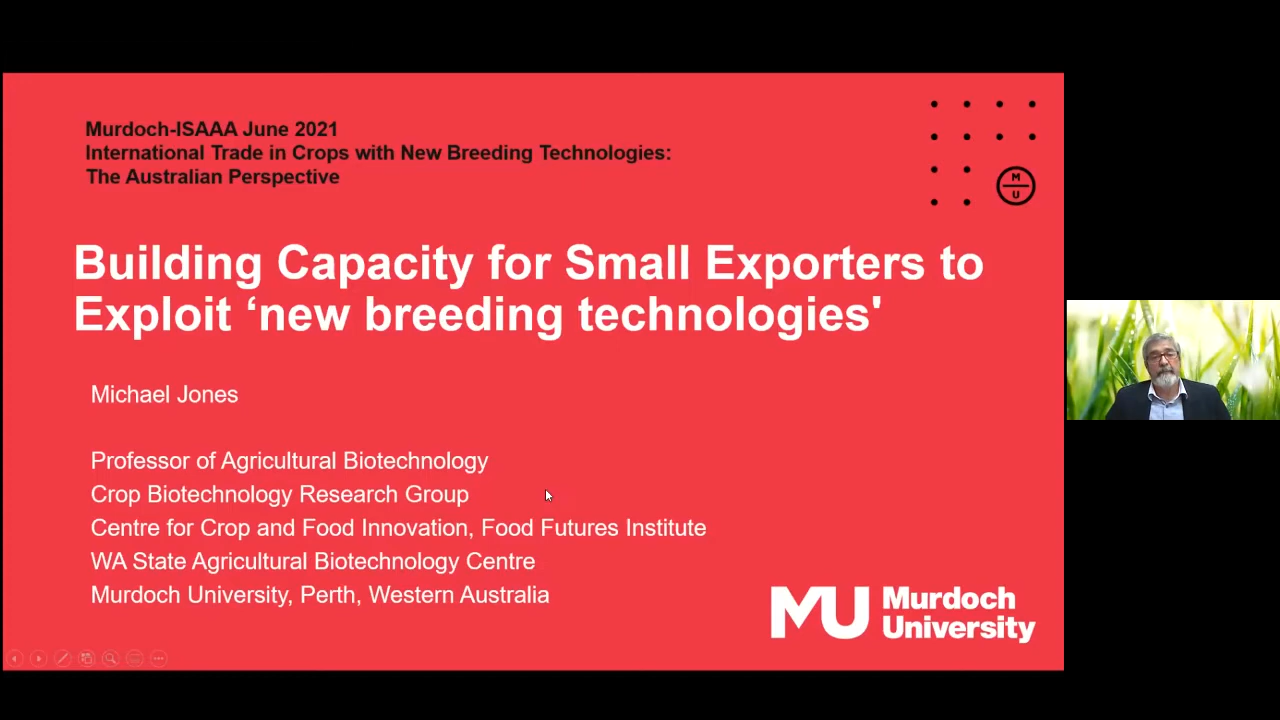 Murdoch-ISAAA June 2021
International Trade in Crops with New Breeding Technologies:
The Australian Perspective
M
U
Building Capacity for Small Exporters to
Exploit ‘new breeding technologies'
Michael Jones
Professor of Agricultural Biotechnology
Crop Biotechnology Research Group
Centre for Crop and Food Innovation, Food Futures Institute
WA State Agricultural Biotechnology Centre
Murdoch University, Perth, Western Australia
MU Murdoch
University